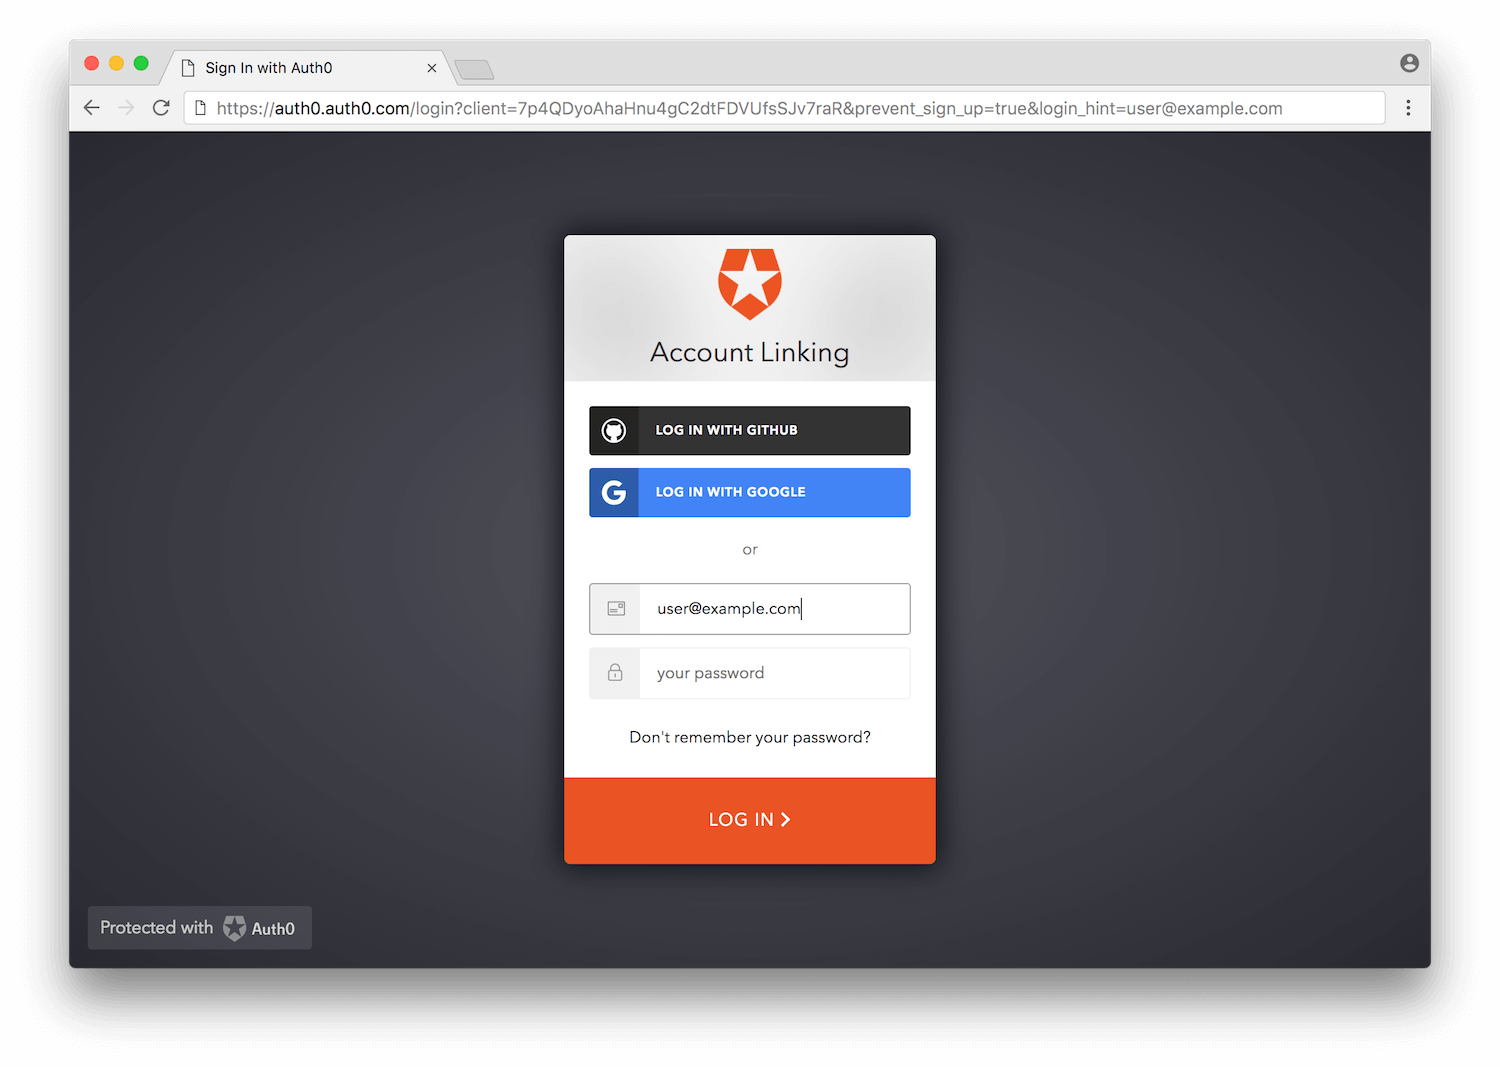 Sign In with Auth0
https://auth0.auth0.com/login?client=7p4QDyoAhaHnu4gC2dtFDVUfsSJv7raR&prevent_sign_up=true&login_hint=user@example.com
Account Linking
LOG IN WITH GITHUB
LOG IN WITH GOOGLE
or
user@example.com
your password
Don't remember your password?
LOG IN
Protected with Auth0